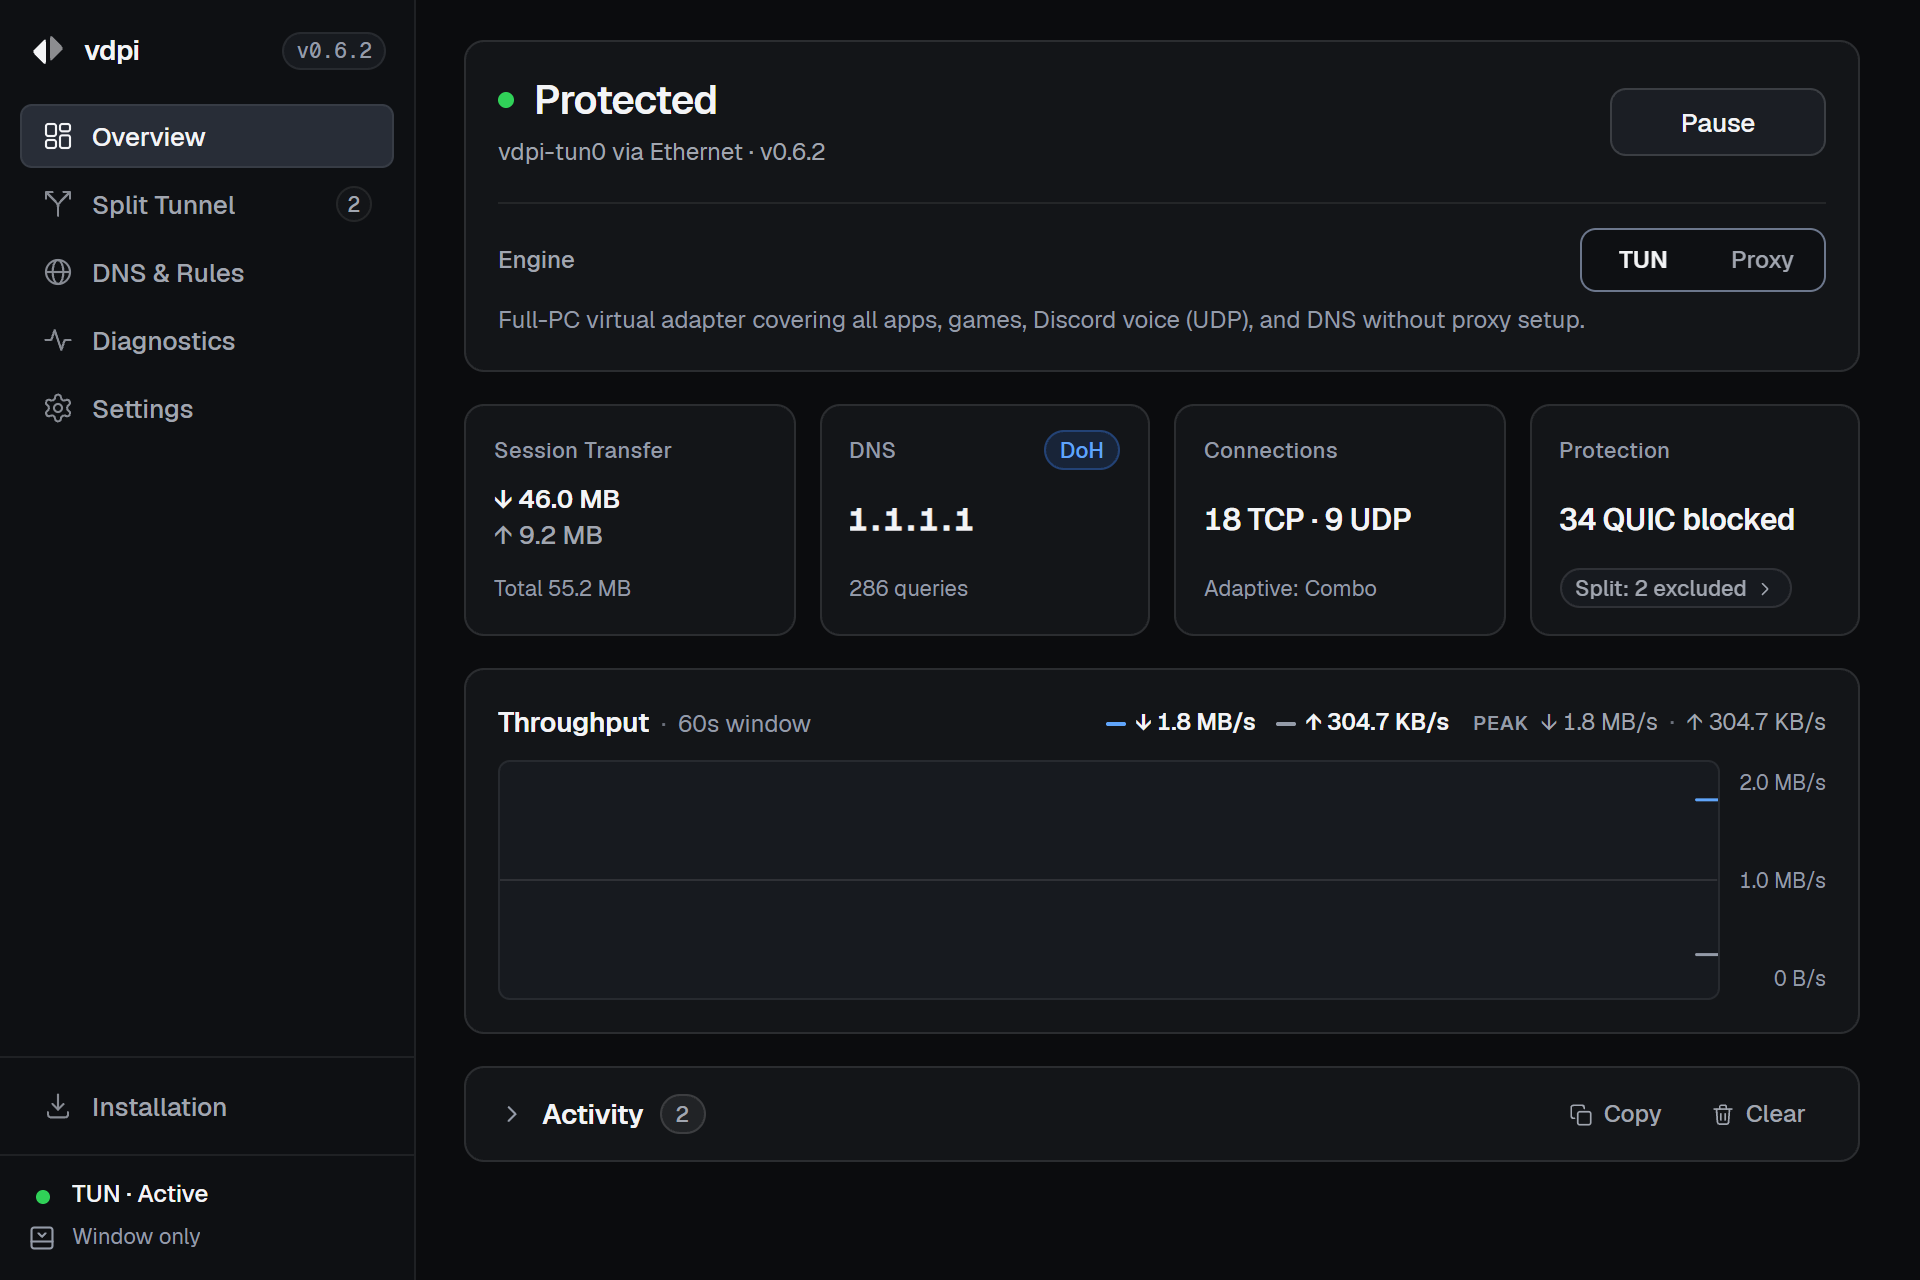 vdpi v0.6.2
Overview
Split Tunnel 2
DNS & Rules
Diagnostics
Settings
Installation
TUN · Active
Window only
Protected
vdpi-tun0 via Ethernet · v0.6.2
Pause
Engine
TUN Proxy
Full-PC virtual adapter covering all apps, games, Discord voice (UDP), and DNS without proxy setup.
Session Transfer
↓ 46.0 MB
↑ 9.2 MB
Total 55.2 MB
DNS DoH
1.1.1.1
286 queries
Connections
18 TCP · 9 UDP
Adaptive: Combo
Protection
34 QUIC blocked
Split: 2 excluded >
Throughput · 60s window
↓ 1.8 MB/s ↑ 304.7 KB/s PEAK ↓ 1.8 MB/s · ↑ 304.7 KB/s
2.0 MB/s
1.0 MB/s
0 B/s
Activity 2
Copy Clear